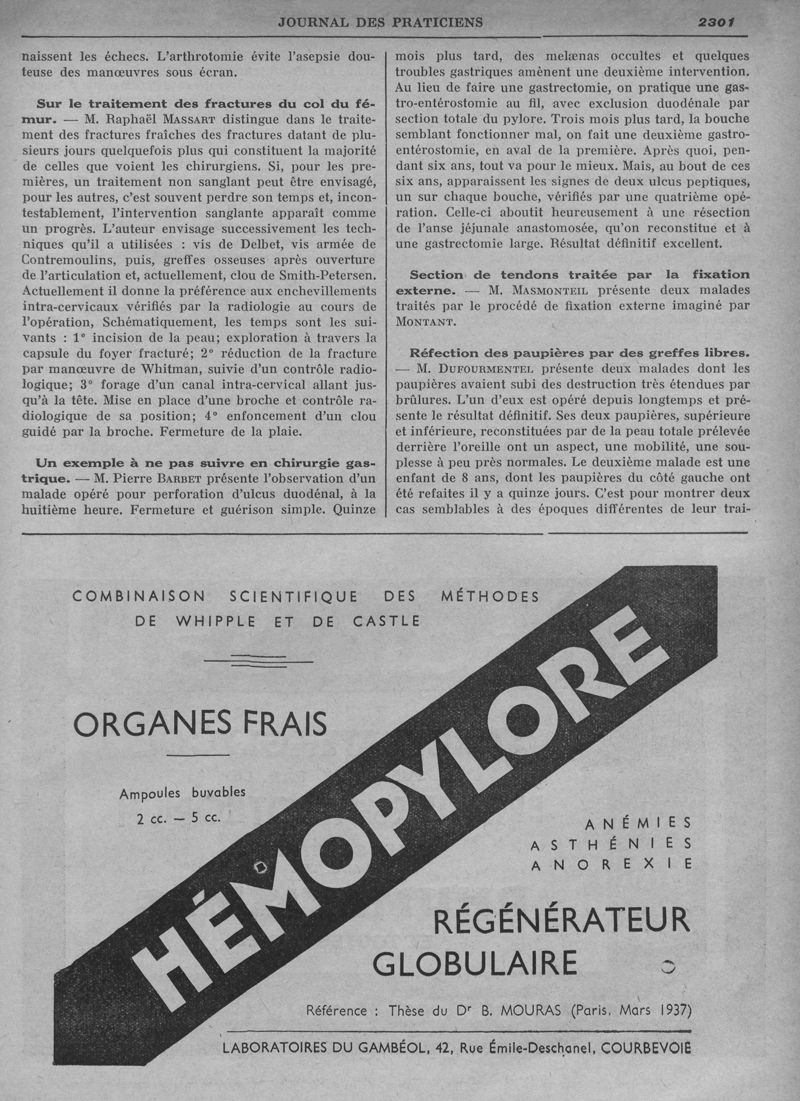 JOURNAL DES PRATICIENS 2301
naissent les échecs. L'arthrotomie évite l'asepsie dou-
teuse des manœuvres sous écran.
Sur le traitement des fractures du col du fé-
mur. — M. Raphaël MASSART distingue dans le traite-
ment des fractures fraîches des fractures datant de plu-
sieurs jours quelquefois plus qui constituent la majorité
de celles que voient les chirurgiens. Si, pour les pre-
mières, un traitement non sanglant peut être envisagé,
pour les autres, c'est souvent perdre son temps et, incon-
testablement, l'intervention sanglante apparaît comme
un progrès. L'auteur envisage successivement les tech-
niques qu'il a utilisées : vis de Delbet, vis armée de
Contremoulins, puis, greffes osseuses après ouverture
de l'articulation et, actuellement, clou de Smith-Petersen.
Actuellement il donne la préférence aux enchevillements
intra-cervicaux vérifiés par la radiologie au cours de
l'opération, Schématiquement, les temps sont les sui-
vants : 1° incision de la peau; exploration à travers la
capsule du foyer fracturé; 2° réduction de la fracture
par manœuvre de Whitman, suivie d'un contrôle radio-
logique; 3° forage d'un canal intra-cervical allant jus-
qu'à la tête. Mise en place d'une broche et contrôle ra-
diologique de sa position; 4° enfoncement d'un clou
guidé par la broche. Fermeture de la plaie.
Un exemple à ne pas suivre en chirurgie gas-
trique. — M. Pierre BARBET présente l'observation d'un
malade opéré pour perforation d'ulcus duodénal, à la
huitième heure. Fermeture et guérison simple. Quinze
mois plus tard, des melænas occultes et quelques
troubles gastriques amènent une deuxième intervention.
Au lieu de faire une gastrectomie, on pratique une gas-
tro-entérostomie au fil, avec exclusion duodénale par
section totale du pylore. Trois mois plus tard, la bouche
semblant fonctionner mal, on fait une deuxième gastro-
entérostomie, en aval de la première. Après quoi, pen-
dant six ans, tout va pour le mieux. Mais, au bout de ces
six ans, apparaissent les signes de deux ulcus peptiques,
un sur chaque bouche, vérifiés par une quatrième opé-
ration. Celle-ci aboutit heureusement à une résection
de l'anse jéjunale anastomosée, qu'on reconstitue et à
une gastrectomie large. Résultat définitif excellent.
Section de tendons traitée par la fixation
externe. — M. MASMONTEIL présente deux malades
traités par le procédé de fixation externe imaginé par
MONTANT.
Réfection des paupières par des greffes libres.
— M. DUFOURMENTEL présente deux malades dont les
paupières avaient subi des destruction très étendues par
brûlures. L'un d'eux est opéré depuis longtemps et pré-
sente le résultat définitif. Ses deux paupières, supérieure
et inférieure, reconstituées par de la peau totale prélevée
derrière l'oreille ont un aspect, une mobilité, une sou-
plesse à peu près normales. Le deuxième malade est une
enfant de 8 ans, dont les paupières du côté gauche ont
été refaites il y a quinze jours. C'est pour montrer deux
cas semblables à des époques différentes de leur trai-
COMBINAISON SCIENTIFIQUE DES MÉTHODES
DE WHIPPLE ET DE CASTLE
ORGANES FRAIS
Ampoules buvables
2 cc. — 5 cc.
HÉMOPYLORE
ANÉMIES
ASTHÉNIES
ANOREXIE
RÉGÉNÉRATEUR
GLOBULAIRE
Référence : Thèse du Dr B. MOURAS (Paris, Mars 1937)
LABORATOIRES DU GAMBÉOL, 42, Rue Émile-Deschanel, COURBEVOIE